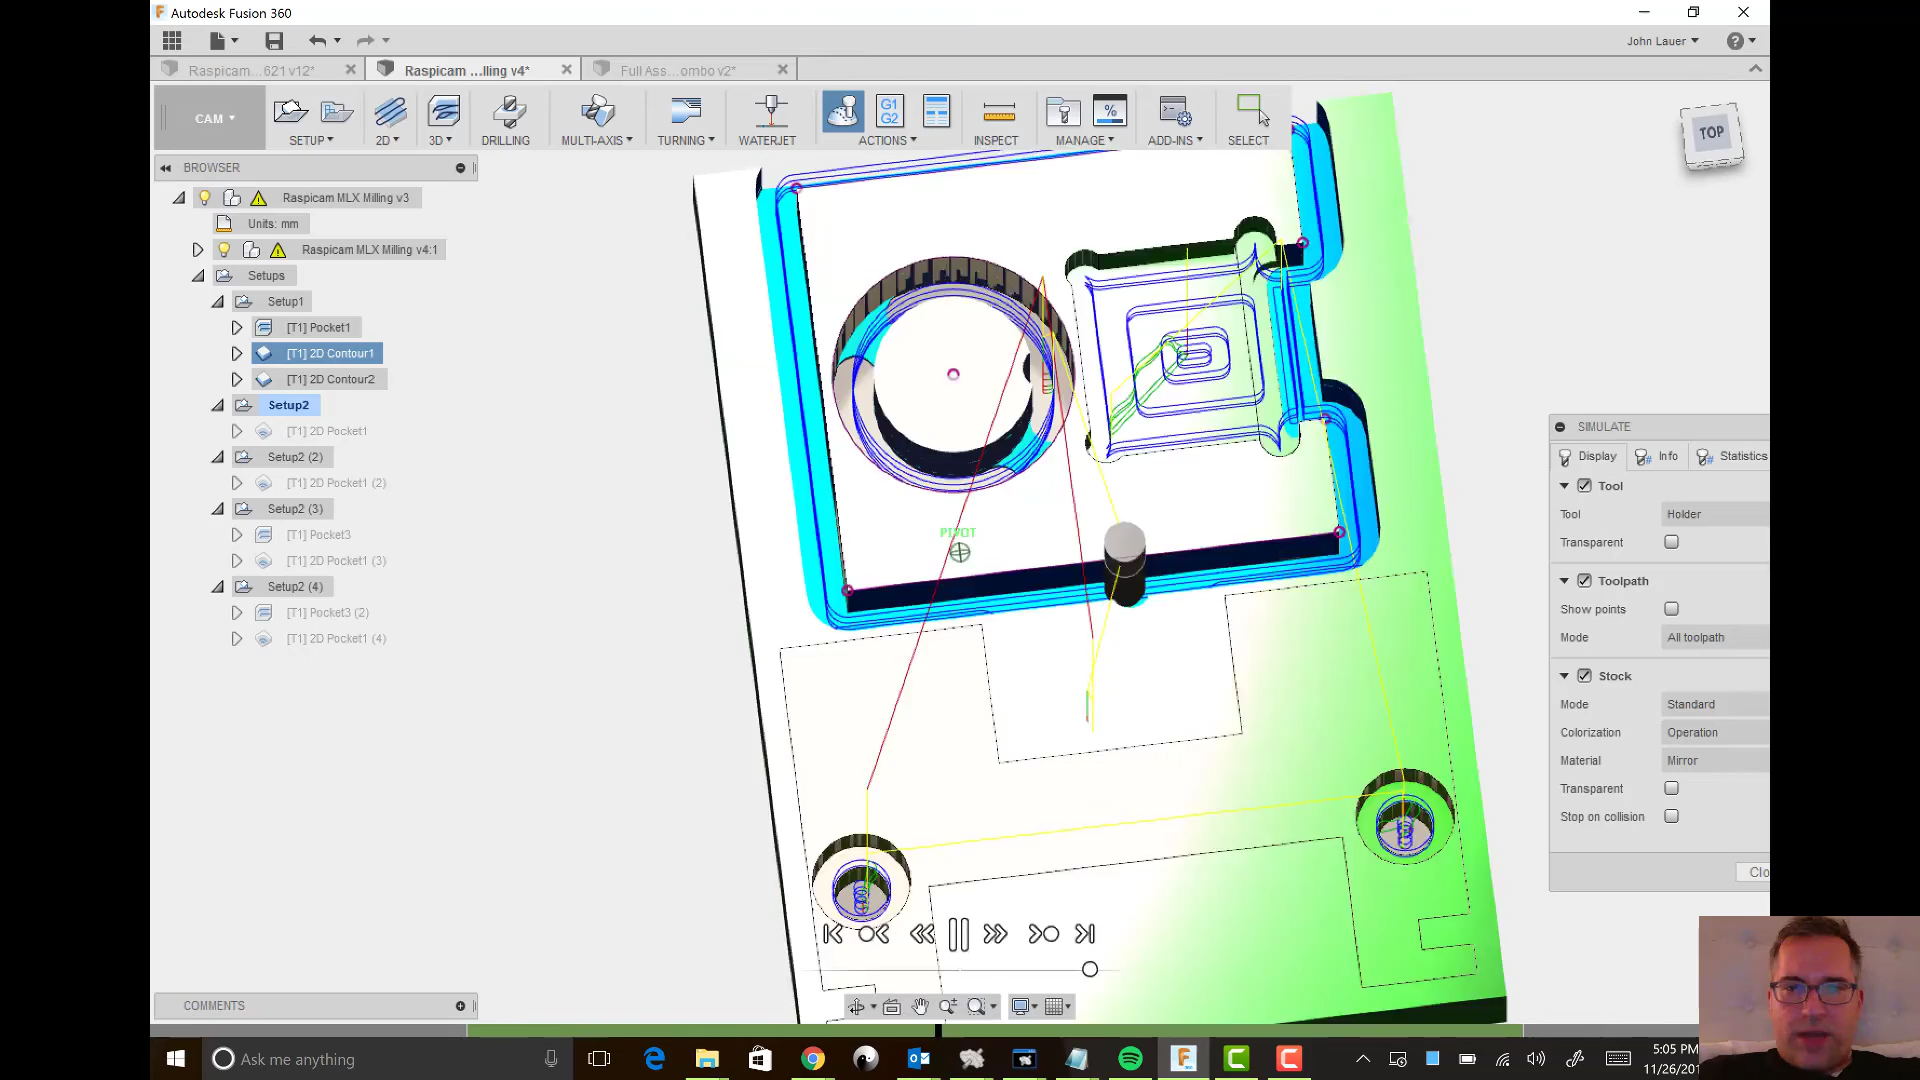 Autodesk Fusion 360
John Lauer
Raspicam...621 v12*
Raspicam ...lling v4*
Full Ass...ombo v2*
CAM
G1
G2
%
SETUP
2D
3D
DRILLING
MULTI-AXIS
TURNING
WATERJET
ACTIONS
INSPECT
MANAGE
ADD-INS
SELECT
TOP
BROWSER
Raspicam MLX Milling v3
Units: mm
Raspicam MLX Milling v4:1
Setups
Setup1
[T1] Pocket1
[T1] 2D Contour1
[T1] 2D Contour2
Setup2
[T1] 2D Pocket1
Setup2 (2)
[T1] 2D Pocket1 (2)
Setup2 (3)
[T1] Pocket3
[T1] 2D Pocket1 (3)
Setup2 (4)
[T1] Pocket3 (2)
[T1] 2D Pocket1 (4)
PIVOT
SIMULATE
Display
Info
Statistics
Tool
Tool Holder
Transparent
Toolpath
Show points
Mode All toolpath
Stock
Mode Standard
Colorization Operation
Material Mirror
Transparent
Stop on collision
Clo
COMMENTS
Ask me anything
5:05 PM
11/26/201